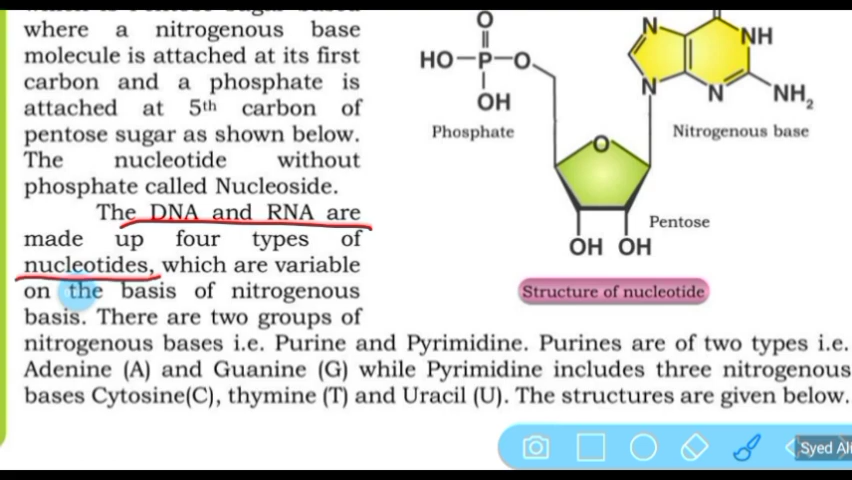 where a nitrogenous base
molecule is attached at its first
carbon and a phosphate is
attached at 5th carbon of
pentose sugar as shown below.
The nucleotide without
phosphate called Nucleoside.
The DNA and RNA are
made up four types of
nucleotides, which are variable
on the basis of nitrogenous
basis. There are two groups of
nitrogenous bases i.e. Purine and Pyrimidine. Purines are of two types i.e.
Adenine (A) and Guanine (G) while Pyrimidine includes three nitrogenous
bases Cytosine(C), thymine (T) and Uracil (U). The structures are given below.
O
HO P O
OH
Phosphate
N
NH
N
N
NH2
Nitrogenous base
O
Pentose
OH OH
Structure of nucleotide
Syed Ali